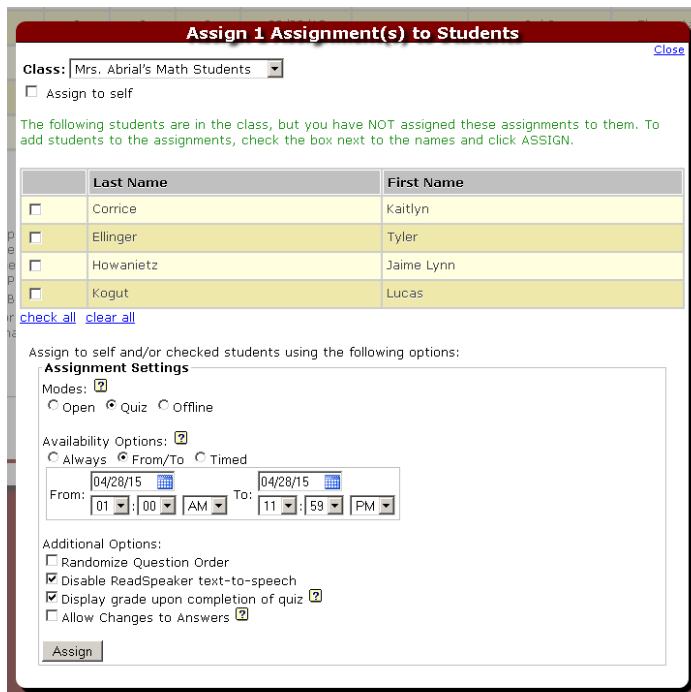 Assign 1 Assignment(s) to Students
Close
Class: Mrs. Abrial's Math Students
Assign to self
The following students are in the class, but you have NOT assigned these assignments to them. To
add students to the assignments, check the box next to the names and click ASSIGN.
Last Name First Name
Corrice Kaitlyn
Ellinger Tyler
Howanietz Jaime Lynn
Kogut Lucas
check all clear all
Assign to self and/or checked students using the following options:
Assignment Settings
Modes: ?
Open Quiz Offline
Availability Options: ?
Always From/To Timed
From: 04/28/15 To: 04/28/15
01 : 00 AM 11 : 59 PM
Additional Options:
Randomize Question Order
Disable ReadSpeaker text-to-speech
Display grade upon completion of quiz ?
Allow Changes to Answers ?
Assign